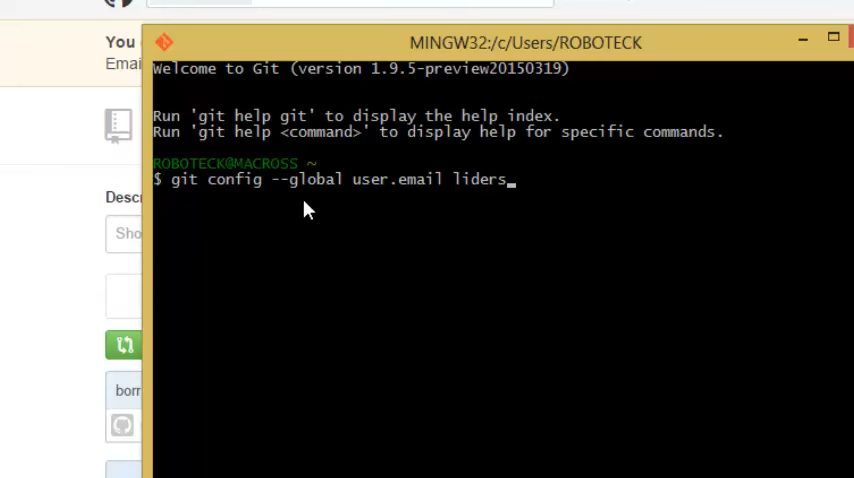 You
Emai
MINGW32:/c/Users/ROBOTECK
Welcome to Git (version 1.9.5-preview20150319)
Run 'git help git' to display the help index.
Run 'git help <command>' to display help for specific commands.
ROBOTECK@MACROSS ~
$ git config --global user.email liders_
Descr
Sho
borr